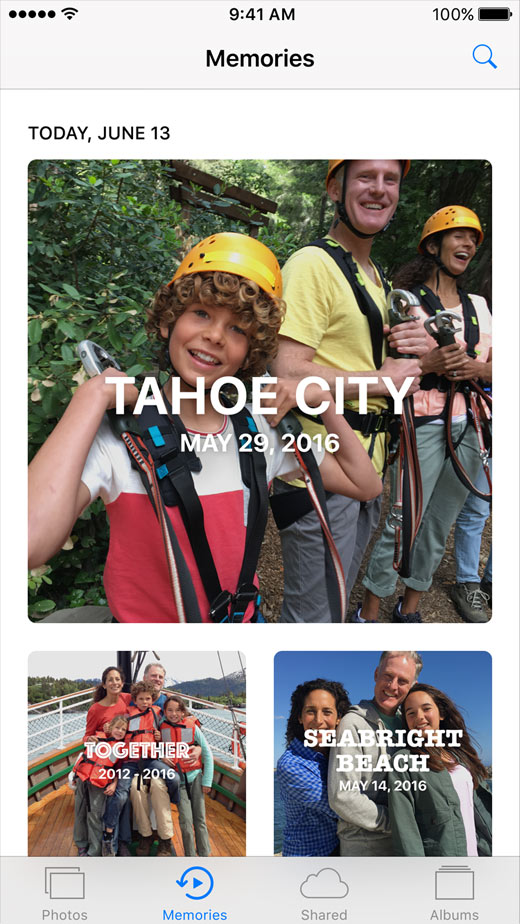 9:41 AM
100%
Memories
TODAY, JUNE 13
TAHOE CITY
MAY 29, 2016
TOGETHER
2012 - 2016
SEABRIGHT
BEACH
MAY 14, 2016
Photos
Memories
Shared
Albums